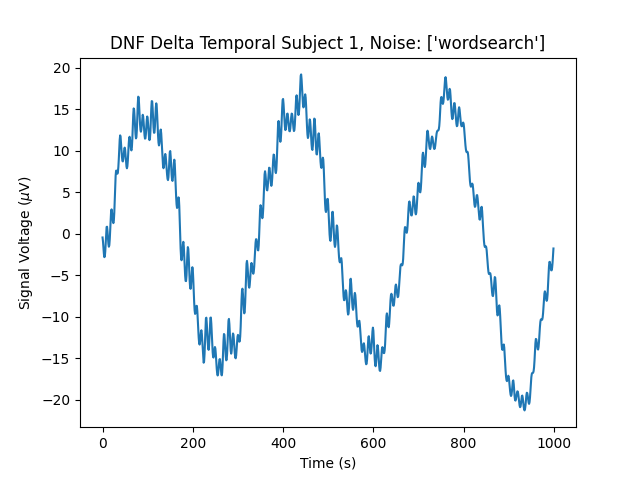 DNF Delta Temporal Subject 1, Noise: ['wordsearch']
20
15
10
5
0
−5
−10
−15
−20
Signal Voltage (μV)
0 200 400 600 800 1000
Time (s)